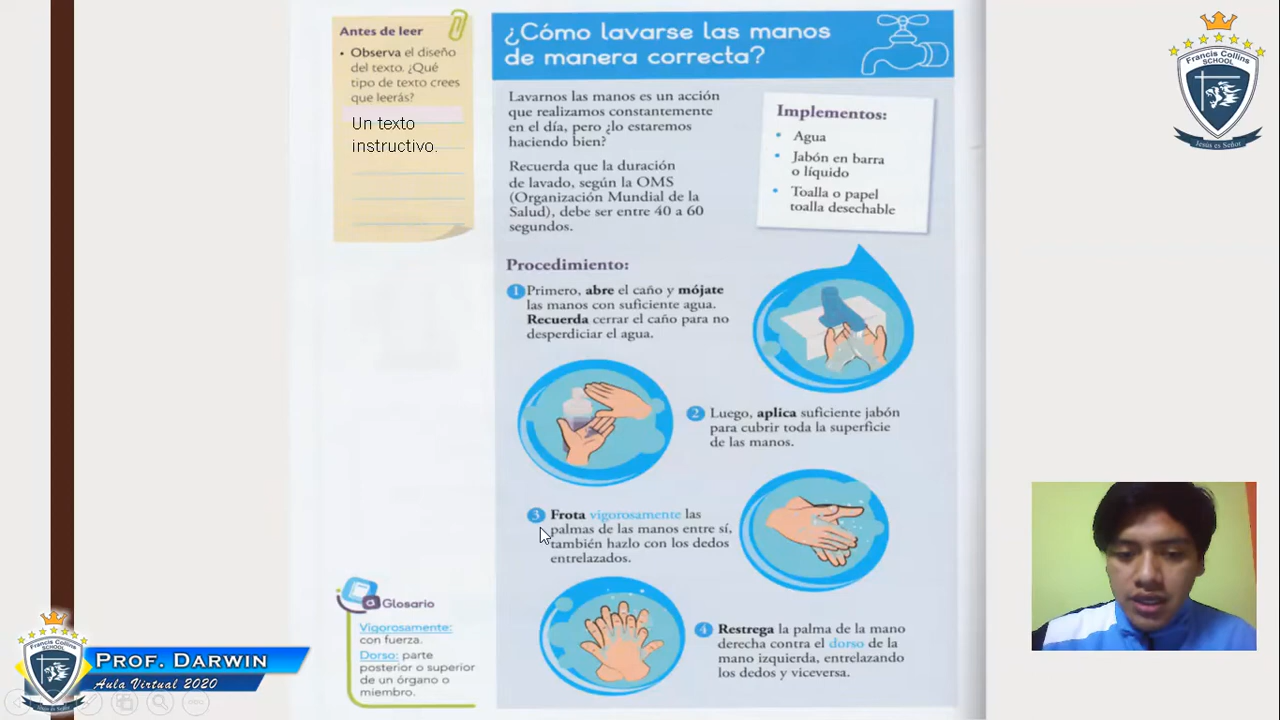 Antes de leer
• Observa el diseño
del texto. ¿Qué
tipo de texto crees
que leerás?
Un texto
instructivo.
¿Cómo lavarse las manos
de manera correcta?
Lavarnos las manos es un acción
que realizamos constantemente
en el día, pero ¿lo estaremos
haciendo bien?
Recuerda que la duración
de lavado, según la OMS
(Organización Mundial de la
Salud), debe ser entre 40 a 60
segundos.
Implementos:
• Agua
• Jabón en barra
o líquido
• Toalla o papel
toalla desechable
Procedimiento:
1 Primero, abre el caño y mójate
las manos con suficiente agua.
Recuerda cerrar el caño para no
desperdiciar el agua.
2 Luego, aplica suficiente jabón
para cubrir toda la superficie
de las manos.
3 Frota vigorosamente las
palmas de las manos entre sí,
también hazlo con los dedos
entrelazados.
4 Restrega la palma de la mano
derecha contra el dorso de la
mano izquierda, entrelazando
los dedos y viceversa.
a Glosario
Vigorosamente:
con fuerza.
Dorso: parte
posterior o superior
de un órgano o
miembro.
Francis Collins
SCHOOL
Jesús es Señor
Francis Collins
SCHOOL
Jesús es Señor
PROF. DARWIN
Aula Virtual 2020